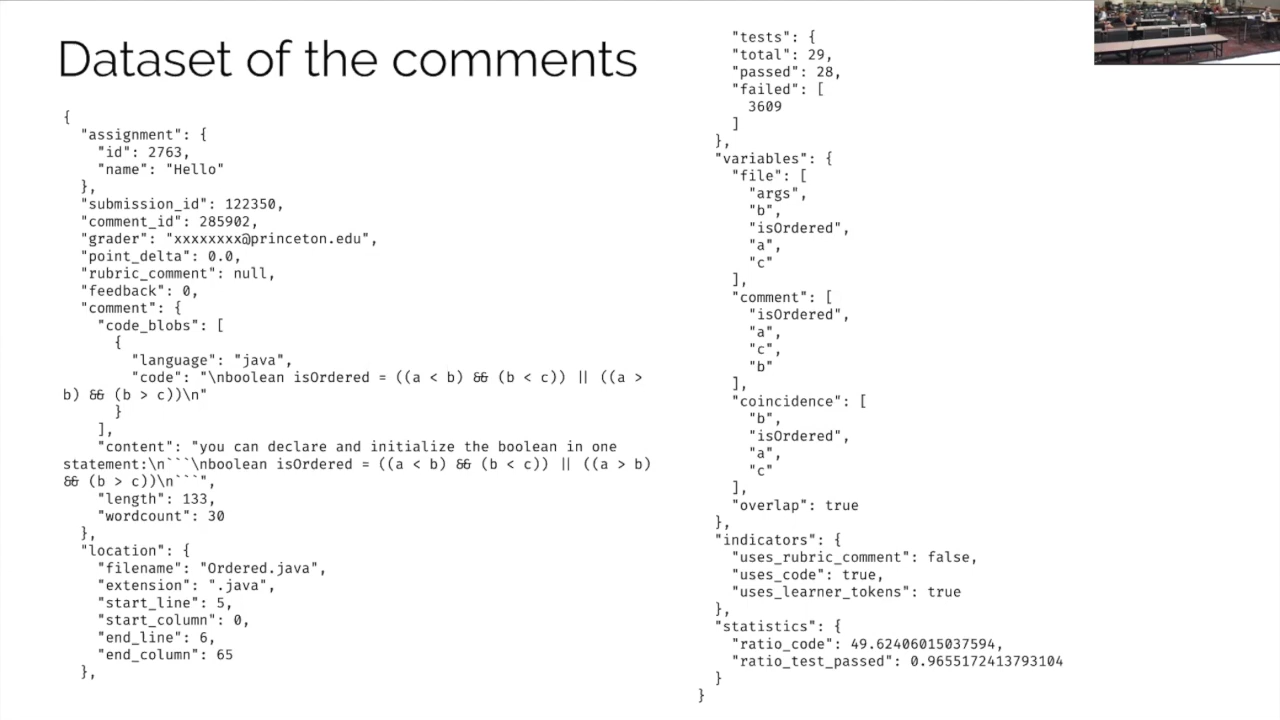 Dataset of the comments
{
  "assignment": {
    "id": 2763,
    "name": "Hello"
  },
  "submission_id": 122350,
  "comment_id": 285902,
  "grader": "xxxxxxxx@princeton.edu",
  "point_delta": 0.0,
  "rubric_comment": null,
  "feedback": 0,
  "comment": {
    "code_blobs": [
      {
        "language": "java",
        "code": "\nboolean isOrdered = ((a < b) && (b < c)) || ((a >
b) && (b > c))\n"
      }
    ],
    "content": "you can declare and initialize the boolean in one
statement:\n```\nboolean isOrdered = ((a < b) && (b < c)) || ((a > b)
&& (b > c))\n```",
    "length": 133,
    "wordcount": 30
  },
  "location": {
    "filename": "Ordered.java",
    "extension": ".java",
    "start_line": 5,
    "start_column": 0,
    "end_line": 6,
    "end_column": 65
  },
    "tests": {
    "total": 29,
    "passed": 28,
    "failed": [
      3609
    ]
  },
  "variables": {
    "file": [
      "args",
      "b",
      "isOrdered",
      "a",
      "c"
    ],
    "comment": [
      "isOrdered",
      "a",
      "c",
      "b"
    ],
    "coincidence": [
      "b",
      "isOrdered",
      "a",
      "c"
    ],
    "overlap": true
  },
  "indicators": {
    "uses_rubric_comment": false,
    "uses_code": true,
    "uses_learner_tokens": true
  },
  "statistics": {
    "ratio_code": 49.62406015037594,
    "ratio_test_passed": 0.9655172413793104
  }
}